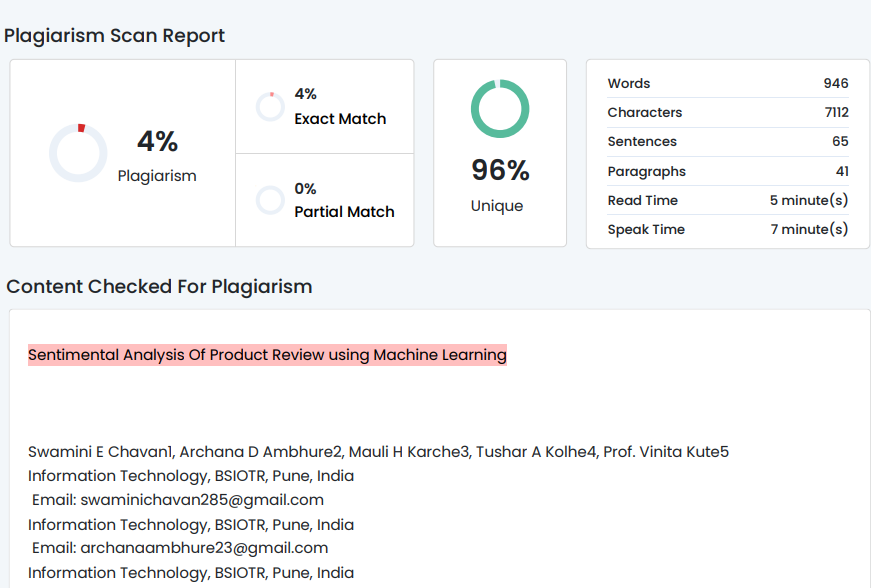 Plagiarism Scan Report
4%
Plagiarism
4%
Exact Match
0%
Partial Match
96%
Unique
Words 946
Characters 7112
Sentences 65
Paragraphs 41
Read Time 5 minute(s)
Speak Time 7 minute(s)
Content Checked For Plagiarism
Sentimental Analysis Of Product Review using Machine Learning
Swamini E Chavan1, Archana D Ambhure2, Mauli H Karche3, Tushar A Kolhe4, Prof. Vinita Kute5
Information Technology, BSIOTR, Pune, India
Email: swaminichavan285@gmail.com
Information Technology, BSIOTR, Pune, India
Email: archanaambhure23@gmail.com
Information Technology, BSIOTR, Pune, India